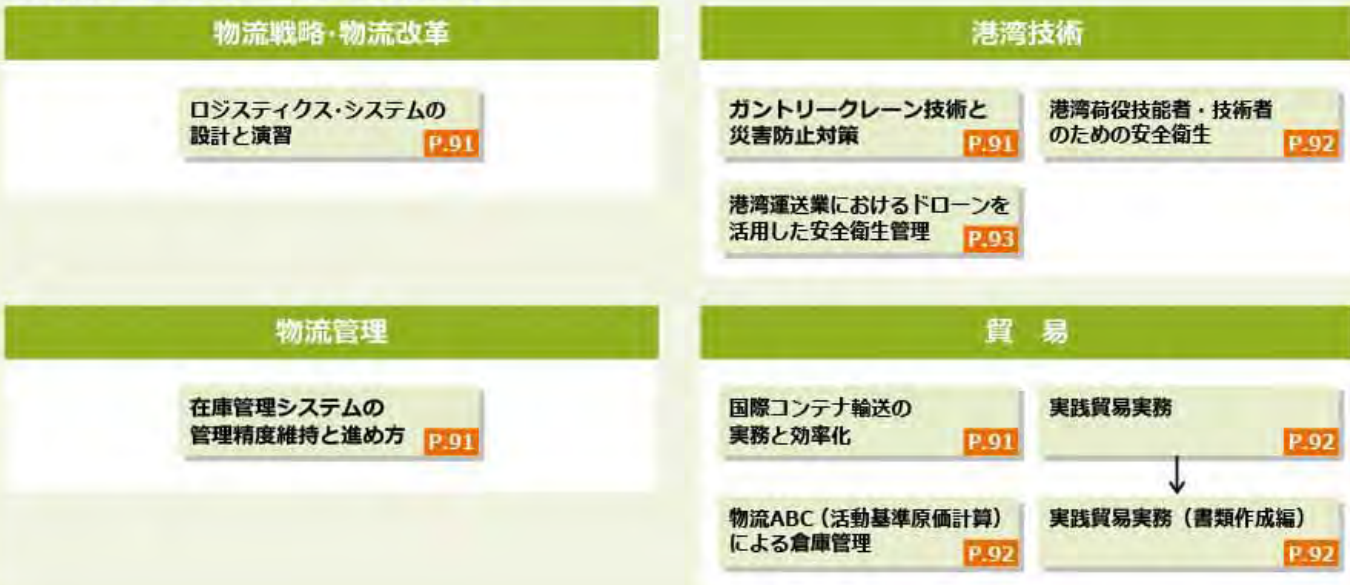 物流戦略・物流改革
ロジスティクス・システムの
設計と演習
P.91
港湾技術
ガントリークレーン技術と
災害防止対策
P.91
港湾荷役技能者・技術者
のための安全衛生
P.92
港湾運送業におけるドローンを
活用した安全衛生管理
P.93
物流管理
在庫管理システムの
管理精度維持と進め方
P.91
貿　易
国際コンテナ輸送の
実務と効率化
P.91
実践貿易実務
P.92
物流ABC（活動基準原価計算）
による倉庫管理
P.92
実践貿易実務（書類作成編）
P.92